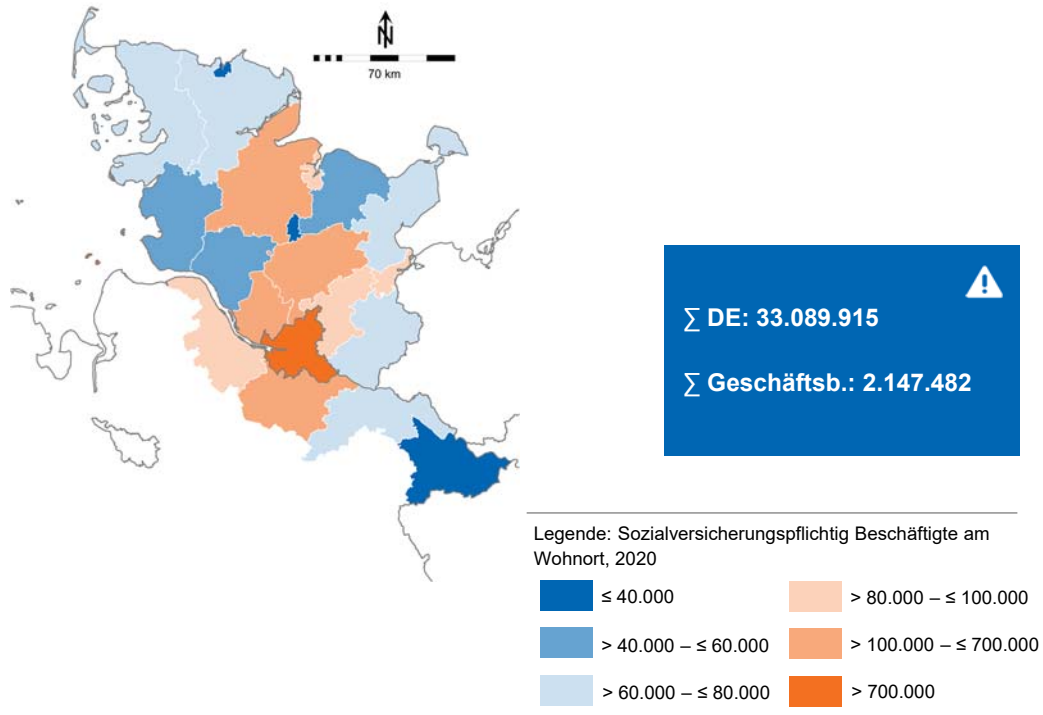 N
70 km
∑ DE: 33.089.915
∑ Geschäftsb.: 2.147.482
Legende: Sozialversicherungspflichtig Beschäftigte am
Wohnort, 2020
≤ 40.000
> 80.000 – ≤ 100.000
> 40.000 – ≤ 60.000
> 100.000 – ≤ 700.000
> 60.000 – ≤ 80.000
> 700.000